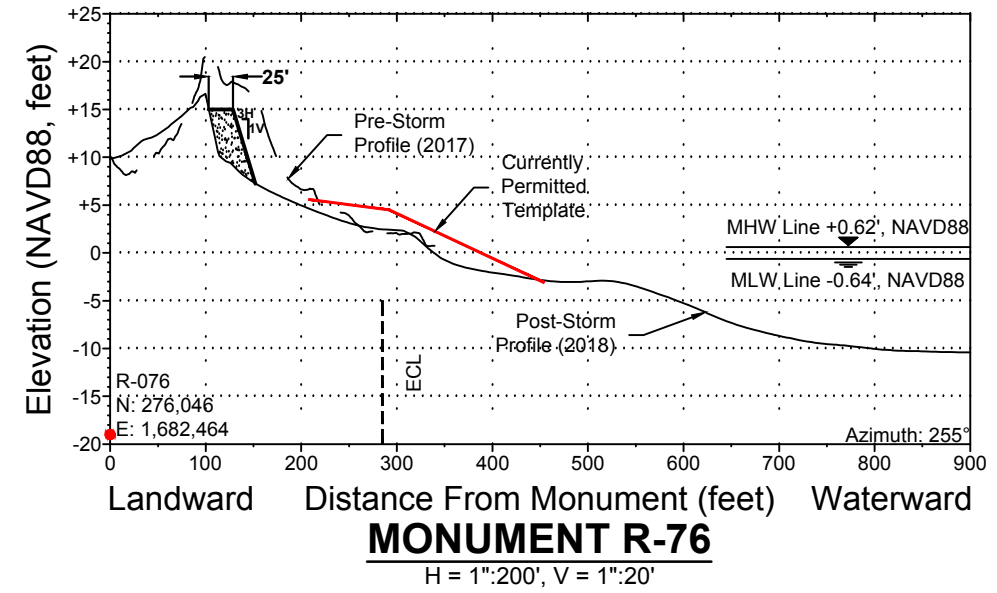 +25
+20
+15
+10
+5
0
-5
-10
-15
-20
Elevation (NAVD88, feet)
25'
3H
1V
Pre-Storm
Profile (2017)
Currently
Permitted
Template
MHW Line +0.62', NAVD88
MLW Line -0.64', NAVD88
Post-Storm
Profile (2018)
ECL
R-076
N: 276,046
E: 1,682,464
Azimuth: 255°
0 100 200 300 400 500 600 700 800 900
Landward Distance From Monument (feet) Waterward
MONUMENT R-76
H = 1":200', V = 1":20'